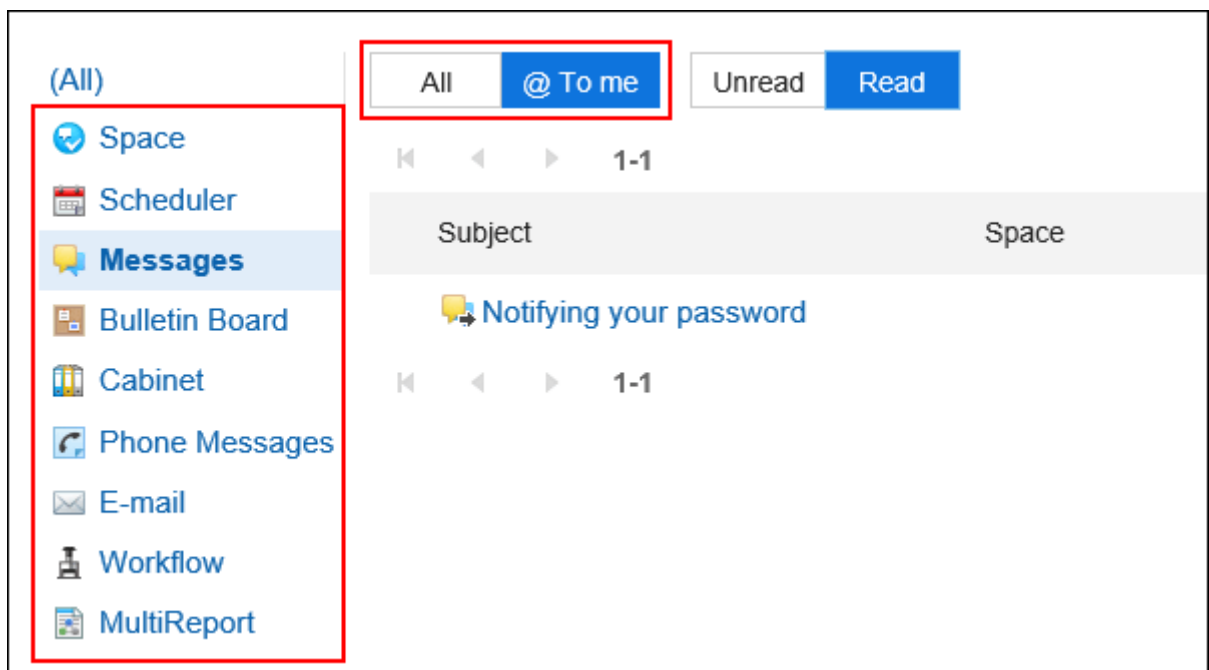 (All)
Space
Scheduler
Messages
Bulletin Board
Cabinet
Phone Messages
E-mail
Workflow
MultiReport
All @ To me Unread Read
1-1
Subject Space
Notifying your password
1-1